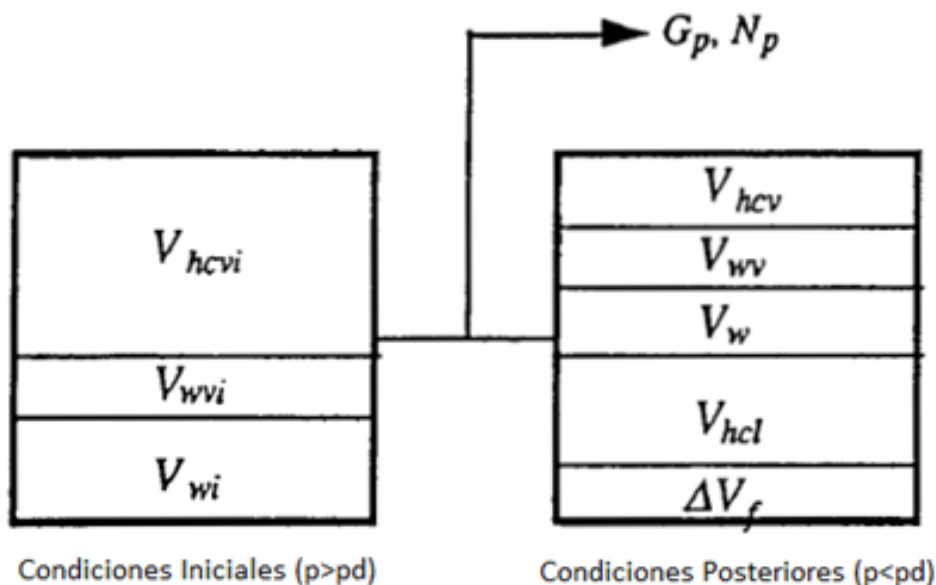 G_p, N_p
V_hcvi
V_wvi
V_wi
V_hcv
V_wv
V_w
V_hcl
ΔV_f
Condiciones Iniciales (p>pd)
Condiciones Posteriores (p<pd)